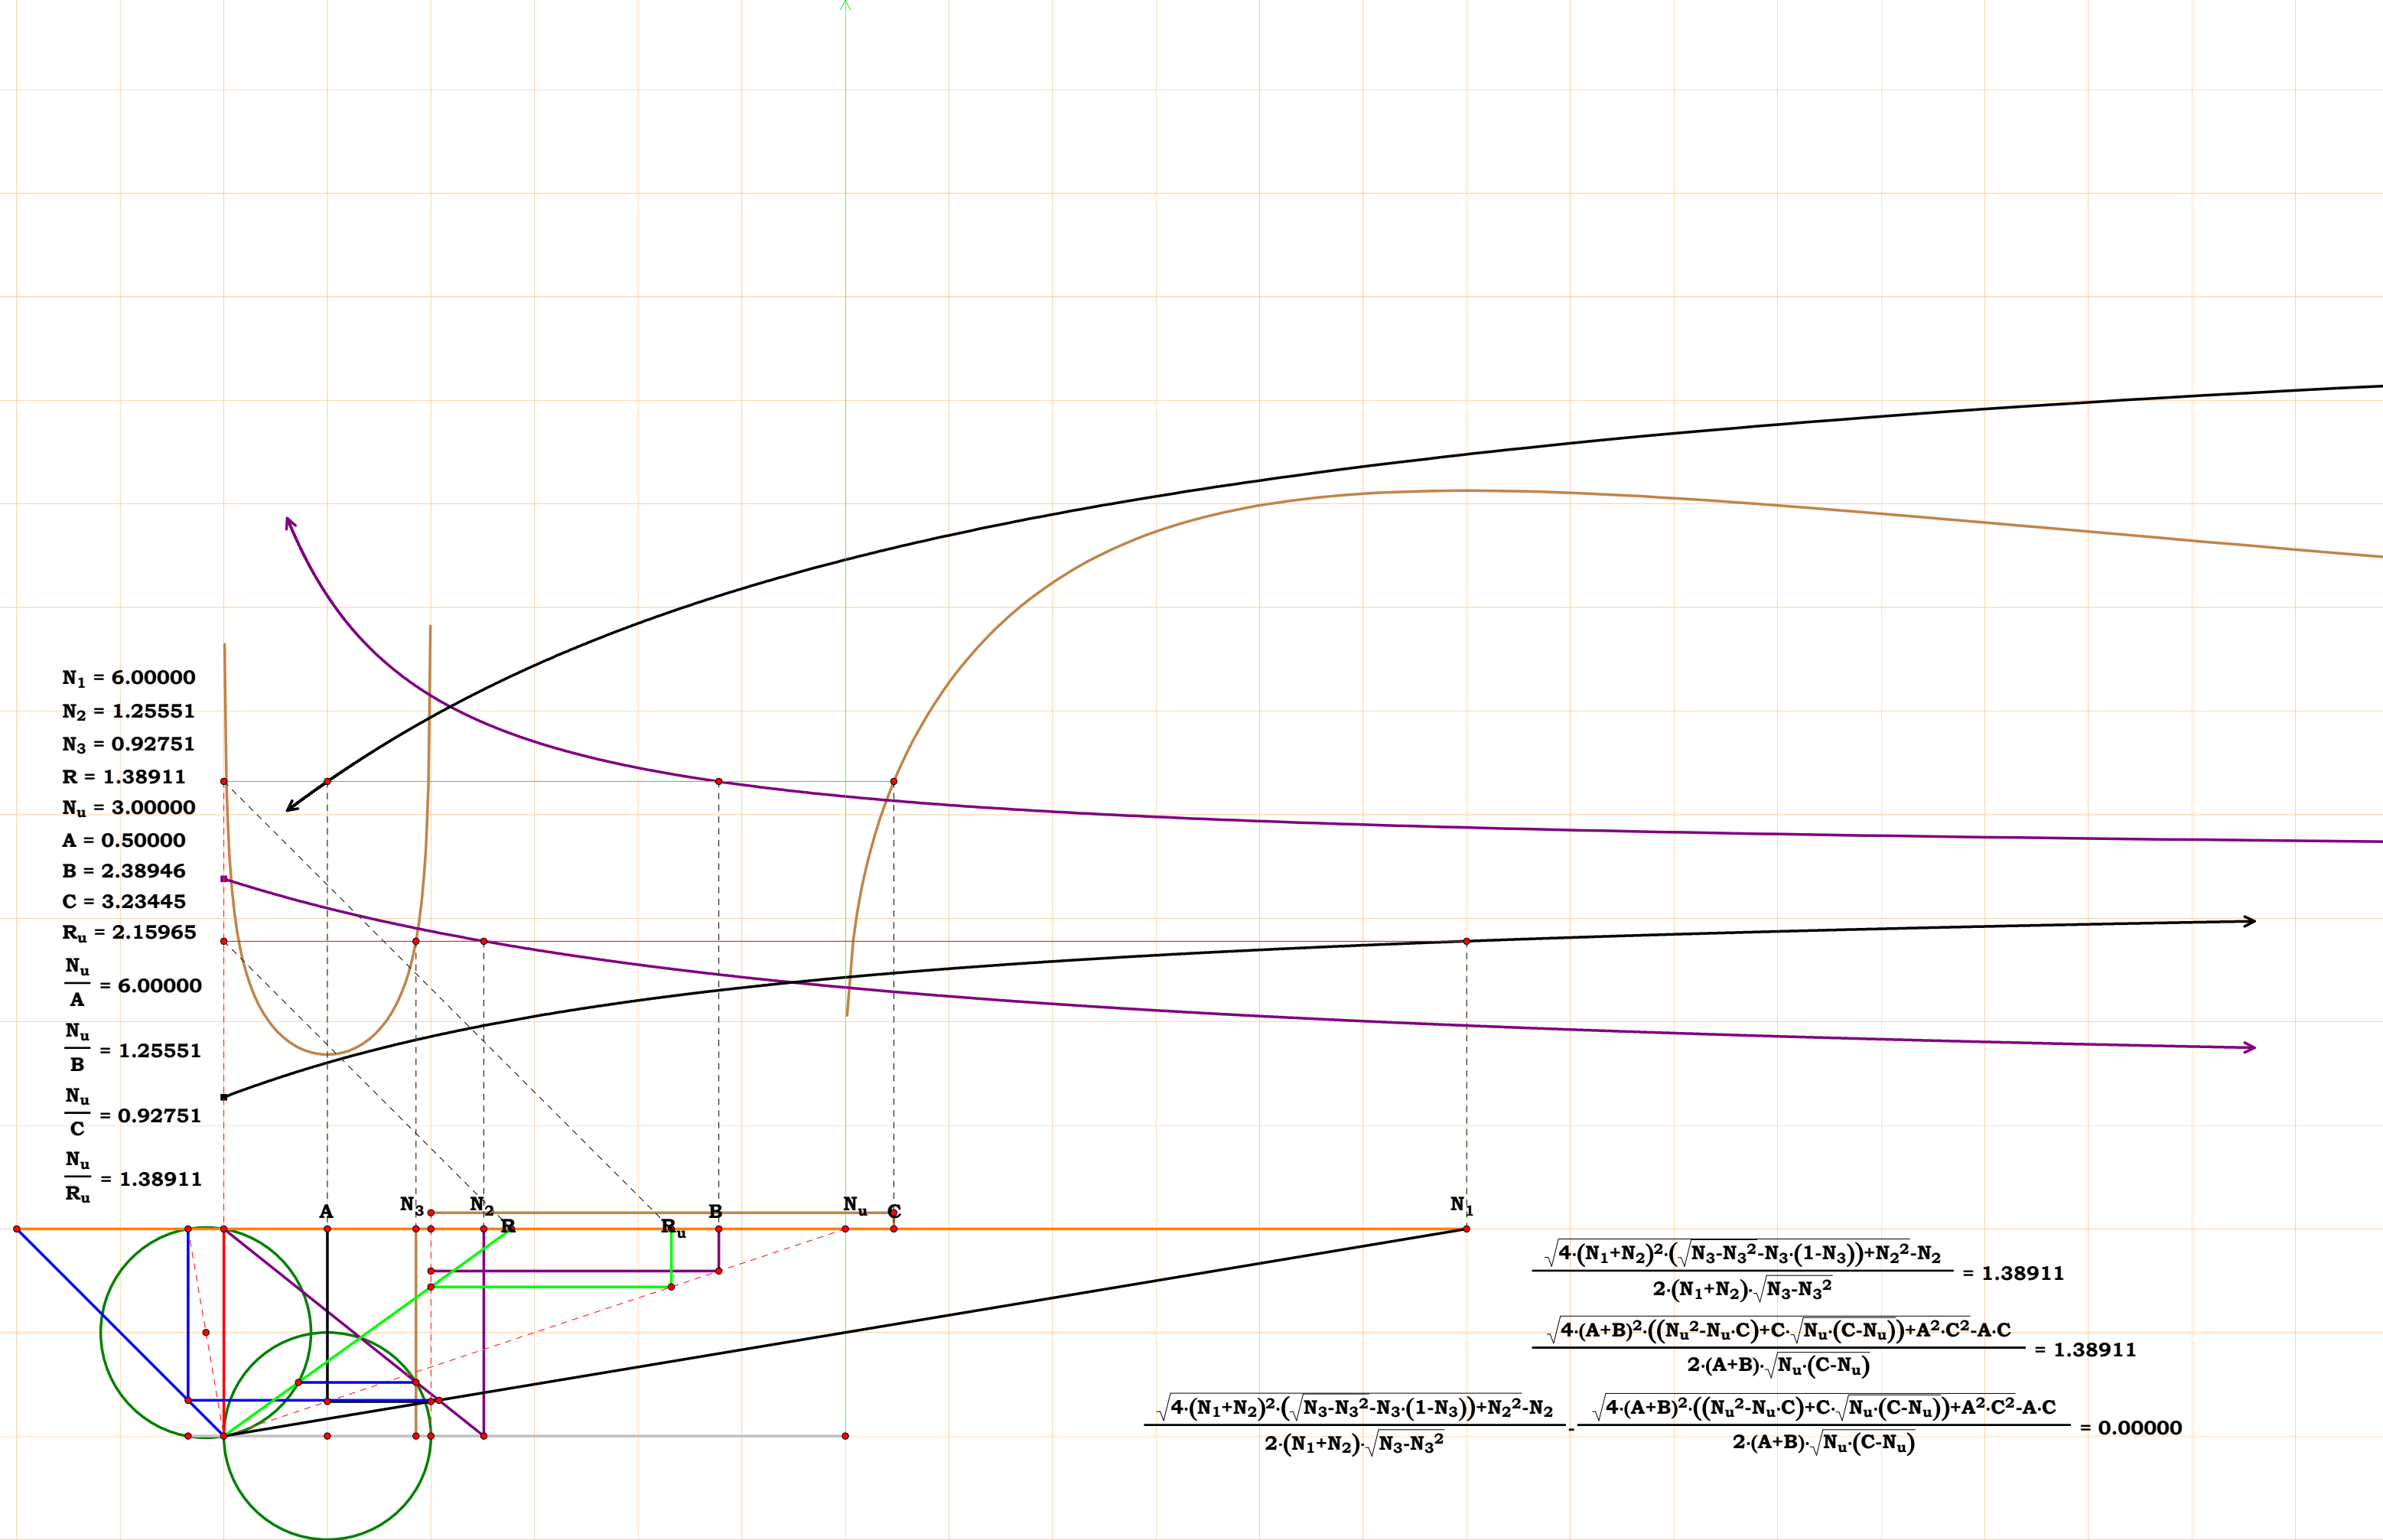 N₁ = 6.00000
N₂ = 1.25551
N₃ = 0.92751
R = 1.38911
Nᵤ = 3.00000
A = 0.50000
B = 2.38946
C = 3.23445
Rᵤ = 2.15965
Nᵤ/A = 6.00000
Nᵤ/B = 1.25551
Nᵤ/C = 0.92751
Nᵤ/Rᵤ = 1.38911
A N₃ N₂ R Rᵤ B Nᵤ C N₁
√(4·(N₁+N₂)²·(√(N₃-N₃²)-N₃·(1-N₃))+N₂²)-N₂ / 2·(N₁+N₂)·√(N₃-N₃²) = 1.38911
√(4·(A+B)²·((Nᵤ²-Nᵤ·C)+C·√(Nᵤ·(C-Nᵤ)))+A²·C²)-A·C / 2·(A+B)·√(Nᵤ·(C-Nᵤ)) = 1.38911
√(4·(N₁+N₂)²·(√(N₃-N₃²)-N₃·(1-N₃))+N₂²)-N₂ / 2·(N₁+N₂)·√(N₃-N₃²) - √(4·(A+B)²·((Nᵤ²-Nᵤ·C)+C·√(Nᵤ·(C-Nᵤ)))+A²·C²)-A·C / 2·(A+B)·√(Nᵤ·(C-Nᵤ)) = 0.00000